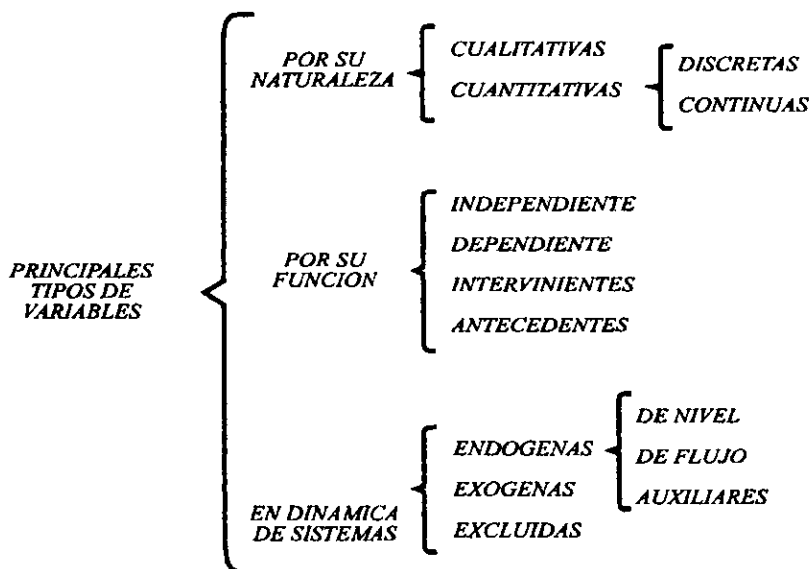 PRINCIPALES
TIPOS DE
VARIABLES
POR SU
NATURALEZA
CUALITATIVAS
CUANTITATIVAS
DISCRETAS
CONTINUAS
POR SU
FUNCION
INDEPENDIENTE
DEPENDIENTE
INTERVINIENTES
ANTECEDENTES
EN DINAMICA
DE SISTEMAS
ENDOGENAS
DE NIVEL
DE FLUJO
AUXILIARES
EXOGENAS
EXCLUIDAS